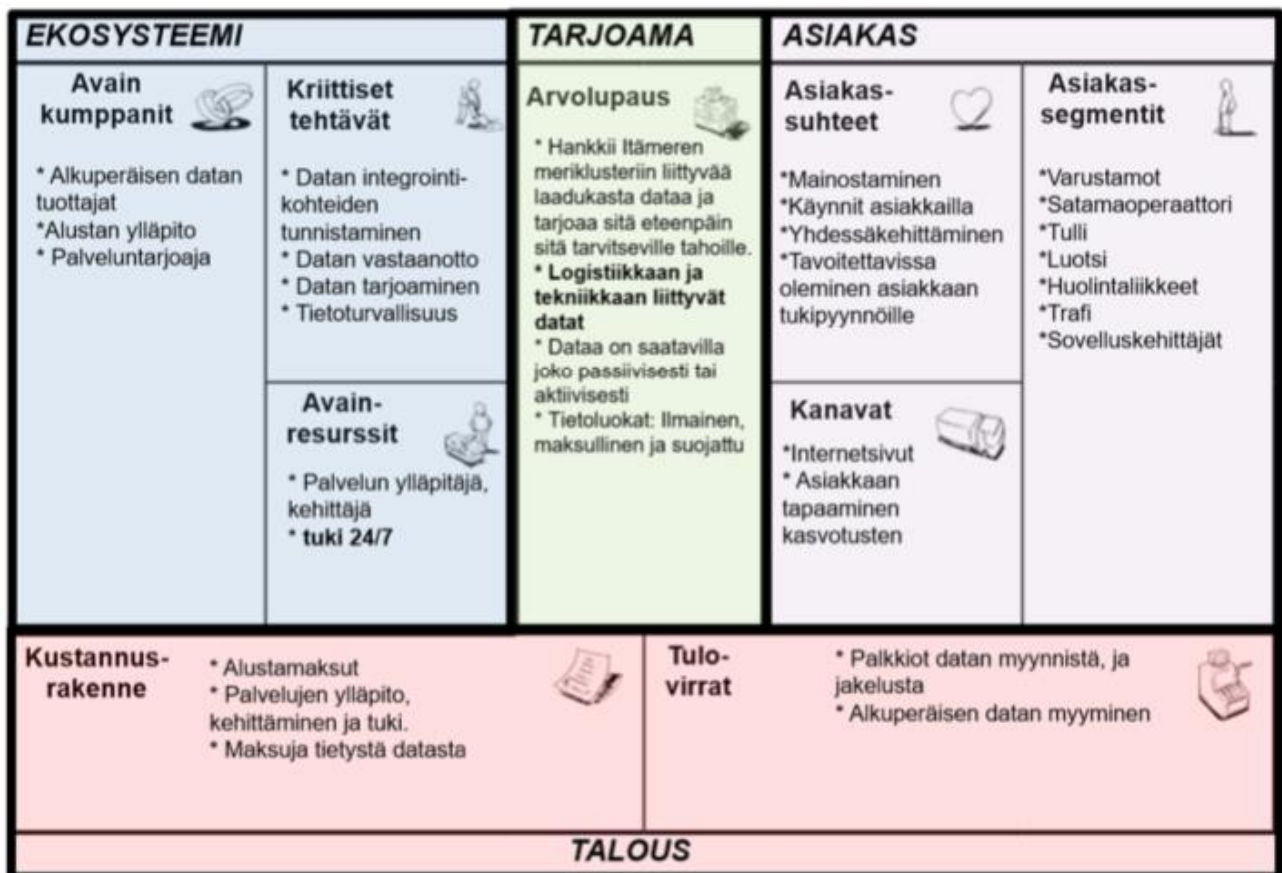 EKOSYSTEEMI
Avain
kumppanit
* Alkuperäisen datan
tuottajat
*Alustan ylläpito
* Palveluntarjoaja
Kriittiset
tehtävät
* Datan integrointi-
kohteiden
tunnistaminen
* Datan vastaanotto
* Datan tarjoaminen
* Tietoturvallisuus
Avain-
resurssit
* Palvelun ylläpitäjä,
kehittäjä
* tuki 24/7
TARJOAMA
Arvolupaus
* Hankkii Itämeren
meriklusteriin liittyvää
laadukasta dataa ja
tarjoaa sitä eteenpäin
sitä tarvitseville tahoille.
* Logistiikkaan ja
tekniikkaan liittyvät
datat
* Dataa on saatavilla
joko passiivisesti tai
aktiivisesti
* Tietoluokat: Ilmainen,
maksullinen ja suojattu
ASIAKAS
Asiakas-
suhteet
*Mainostaminen
*Käynnit asiakkailla
*Yhdessäkehittäminen
*Tavoitettavissa
oleminen asiakkaan
tukipyynnöille
Kanavat
*Internetsivut
* Asiakkaan
tapaaminen
kasvotusten
Asiakas-
segmentit
*Varustamot
*Satamaoperaattori
*Tulli
*Luotsi
*Huolintaliikkeet
*Trafi
*Sovelluskehittäjät
Kustannus-
rakenne
* Alustamaksut
* Palvelujen ylläpito,
kehittäminen ja tuki.
* Maksuja tietystä datasta
Tulo-
virrat
* Palkkiot datan myynnistä, ja
jakelusta
* Alkuperäisen datan myyminen
TALOUS